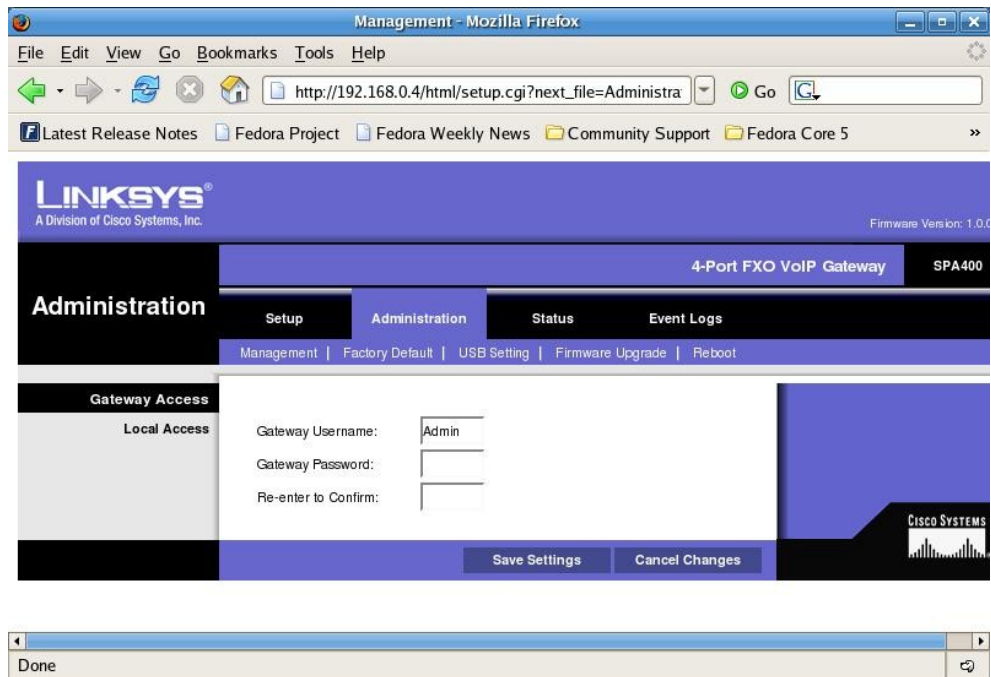 Management - Mozilla Firefox
File Edit View Go Bookmarks Tools Help
http://192.168.0.4/html/setup.cgi?next_file=Administra Go G
Latest Release Notes Fedora Project Fedora Weekly News Community Support Fedora Core 5 »
LINKSYS®
A Division of Cisco Systems, Inc.
Firmware Version: 1.0.0
4-Port FXO VoIP Gateway SPA400
Administration
Setup Administration Status Event Logs
Management | Factory Default | USB Setting | Firmware Upgrade | Reboot
Gateway Access
Local Access
Gateway Username: Admin
Gateway Password:
Re-enter to Confirm:
CISCO SYSTEMS
Save Settings Cancel Changes
Done